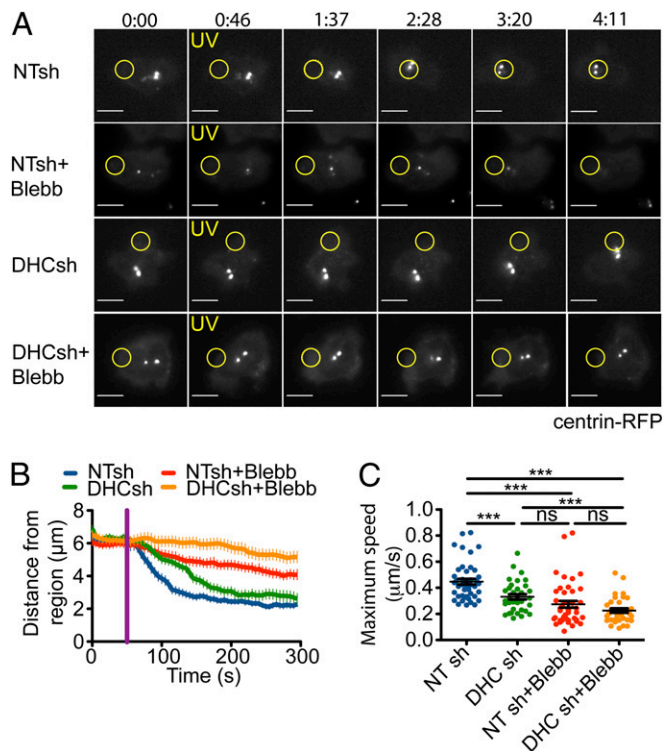 A
0:00 0:46 1:37 2:28 3:20 4:11
NTsh
UV
NTsh+
Blebb
UV
DHCsh
UV
DHCsh+
Blebb
UV
centrin-RFP
B
NTsh NTsh+Blebb
DHCsh DHCsh+Blebb
Distance from
region (μm)
8
6
4
2
0
0 100 200 300
Time (s)
C
***
***
***
*** ns ns
Maximum speed
(μm/s)
1.0
0.8
0.6
0.4
0.2
0.0
NT sh
DHC sh
NT sh+Blebb
DHC sh+Blebb